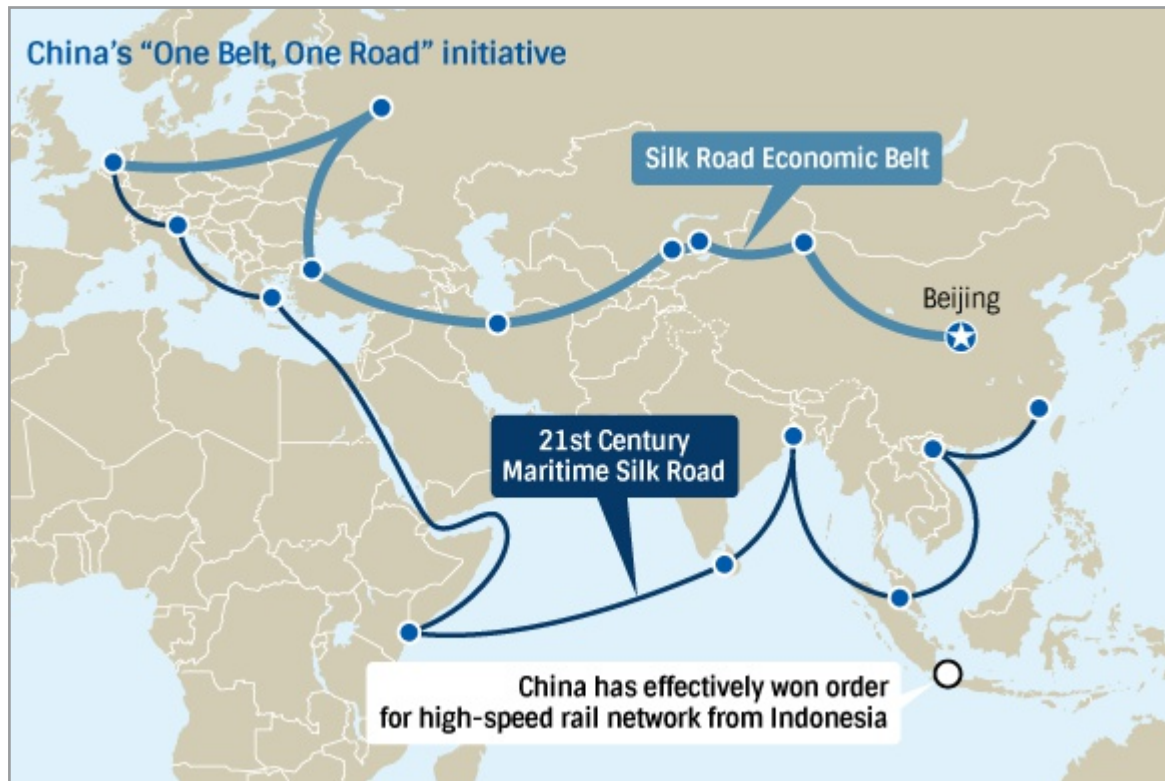 China's “One Belt, One Road” initiative
Silk Road Economic Belt
Beijing
21st Century
Maritime Silk Road
China has effectively won order
for high-speed rail network from Indonesia